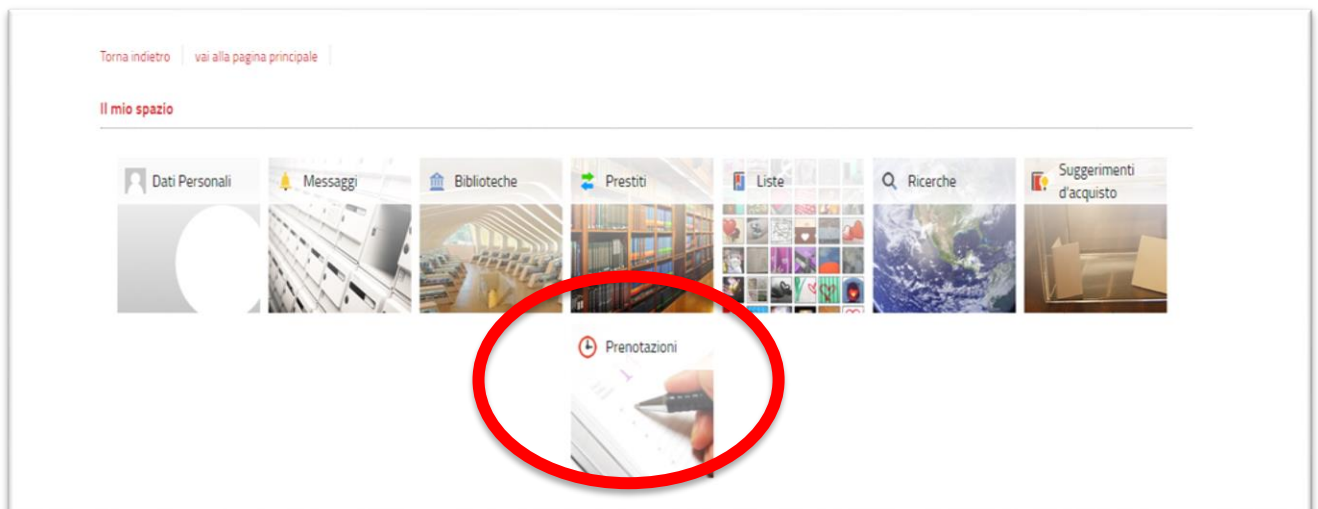 Torna indietro vai alla pagina principale
Il mio spazio
Dati Personali
Messaggi
Biblioteche
Prestiti
Liste
Ricerche
Suggerimenti
d'acquisto
Prenotazioni